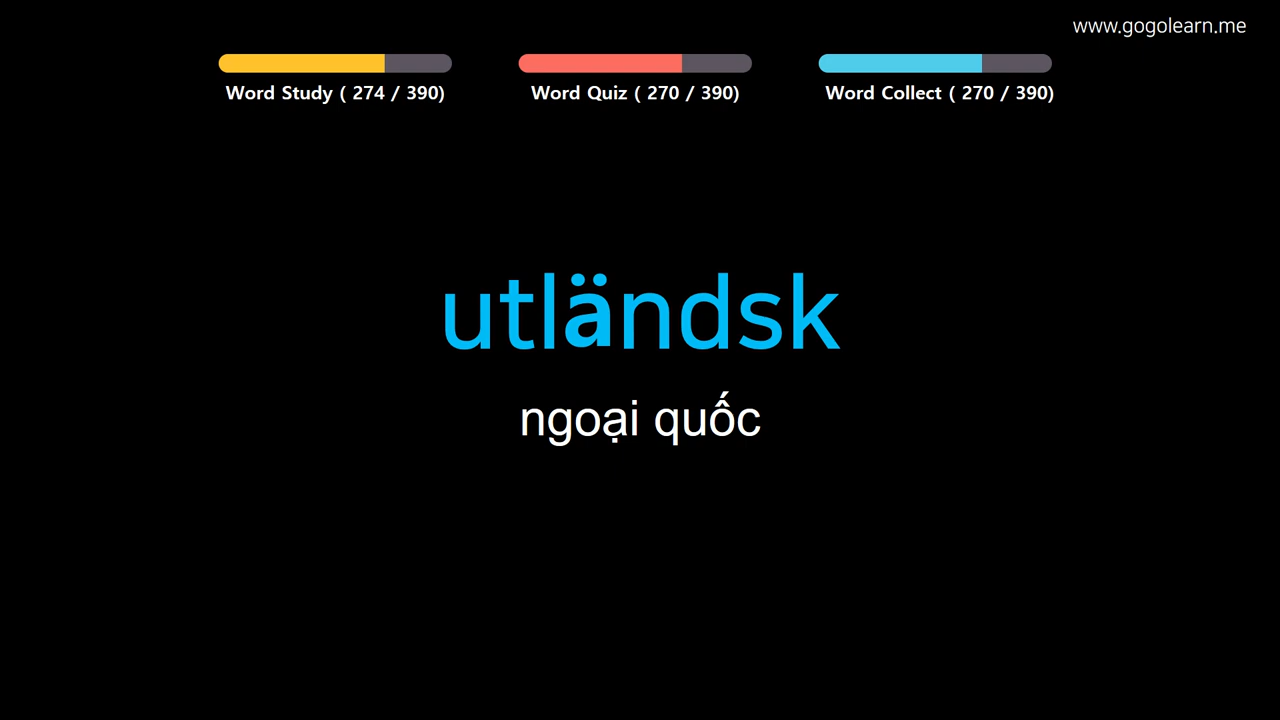 www.gogolearn.me
Word Study ( 274 / 390)
Word Quiz ( 270 / 390)
Word Collect ( 270 / 390)
utländsk
ngoại quốc